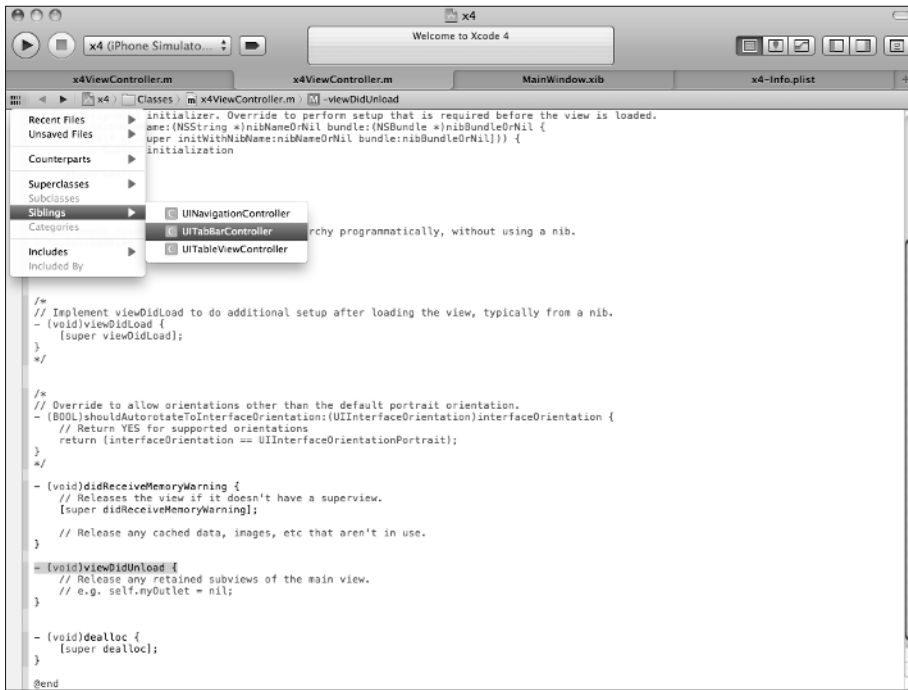 x4
x4 (iPhone Simulato...
Welcome to Xcode 4
x4ViewController.m
x4ViewController.m
MainWindow.xib
x4-Info.plist
x4
Classes
x4ViewController.m
-viewDidUnload
Recent Files
Unsaved Files
Counterparts
Superclasses
Subclasses
Siblings
Categories
Includes
Included By
UINavigationController
UITabBarController
UITableViewController
initializer. Override to perform setup that is required before the view is loaded.
ame:(NSString *)nibNameOrNil bundle:(NSBundle *)nibBundleOrNil {
uper initWithNibName:nibNameOrNil bundle:nibBundleOrNil])) {
initialization
rchy programmatically, without using a nib.
/*
// Implement viewDidLoad to do additional setup after loading the view, typically from a nib.
- (void)viewDidLoad {
[super viewDidLoad];
}
*/
/*
// Override to allow orientations other than the default portrait orientation.
- (BOOL)shouldAutorotateToInterfaceOrientation:(UIInterfaceOrientation)interfaceOrientation {
// Return YES for supported orientations
return (interfaceOrientation == UIInterfaceOrientationPortrait);
}
*/
- (void)didReceiveMemoryWarning {
// Releases the view if it doesn't have a superview.
[super didReceiveMemoryWarning];
// Release any cached data, images, etc that aren't in use.
}
- (void)viewDidUnload {
// Release any retained subviews of the main view.
// e.g. self.myOutlet = nil;
}
- (void)dealloc {
[super dealloc];
}
@end